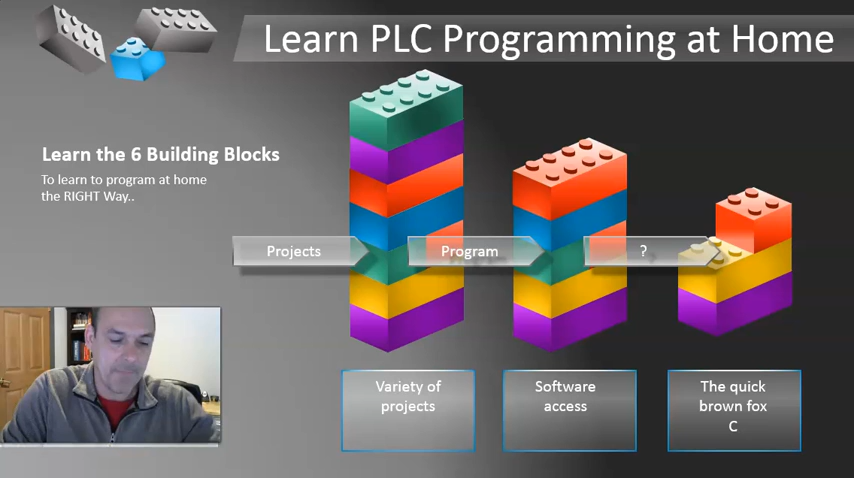 Learn PLC Programming at Home
Learn the 6 Building Blocks
To learn to program at home
the RIGHT Way..
Projects
Program
?
Variety of
projects
Software
access
The quick
brown fox
C